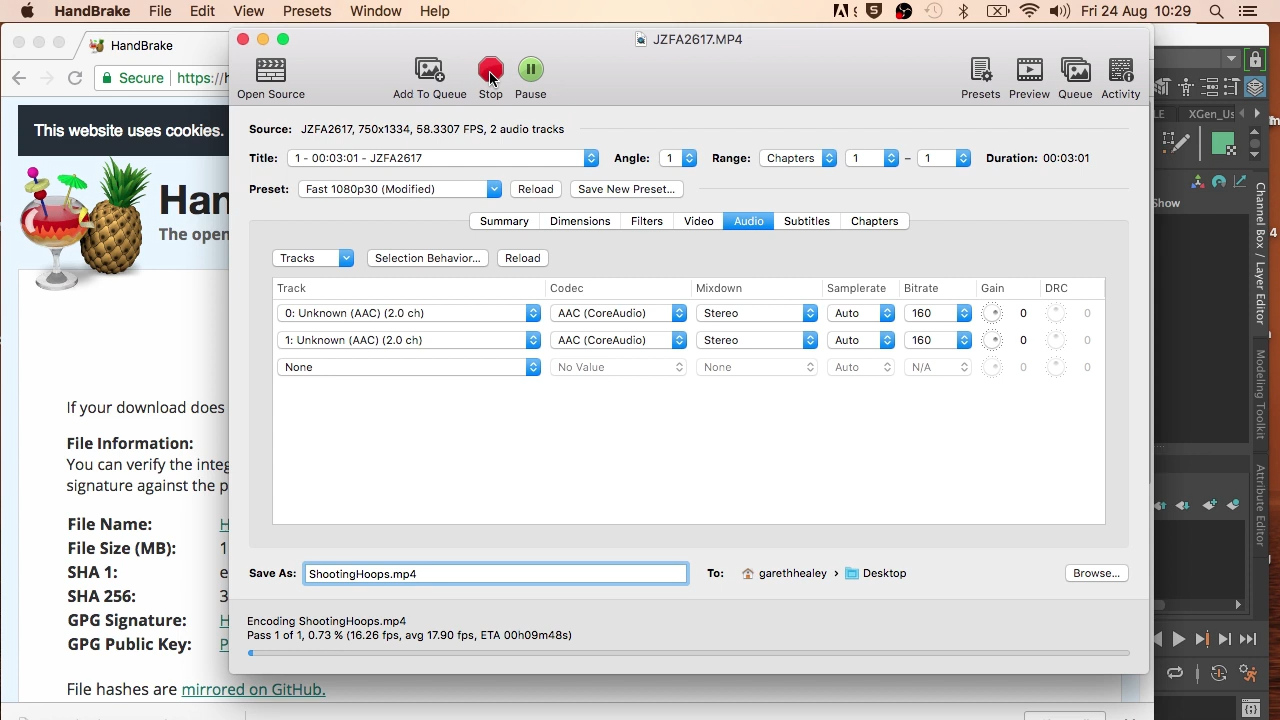 HandBrake File Edit View Presets Window Help Fri 24 Aug 10:29
HandBrake
JZFA2617.MP4
Secure https://
Open Source Add To Queue Stop Pause Presets Preview Queue Activity
This website uses cookies.
Source: JZFA2617, 750x1334, 58.3307 FPS, 2 audio tracks
Title: 1 - 00:03:01 - JZFA2617 Angle: 1 Range: Chapters 1 – 1 Duration: 00:03:01
Preset: Fast 1080p30 (Modified) Reload Save New Preset...
Summary Dimensions Filters Video Audio Subtitles Chapters
Han
The open
Tracks Selection Behavior... Reload
Track Codec Mixdown Samplerate Bitrate Gain DRC
0: Unknown (AAC) (2.0 ch) AAC (CoreAudio) Stereo Auto 160 0 0
1: Unknown (AAC) (2.0 ch) AAC (CoreAudio) Stereo Auto 160 0 0
None No Value None Auto N/A 0 0
If your download does
File Information:
You can verify the integ
signature against the p
File Name: H
File Size (MB): 1
SHA 1: e
SHA 256: 3
GPG Signature: H
GPG Public Key: P
File hashes are mirrored on GitHub.
Save As: ShootingHoops.mp4 To: garethhealey › Desktop Browse...
Encoding ShootingHoops.mp4
Pass 1 of 1, 0.73 % (16.26 fps, avg 17.90 fps, ETA 00h09m48s)
LE XGen_Us
Show
Channel Box / Layer Editor
Modeling Toolkit
Attribute Editor